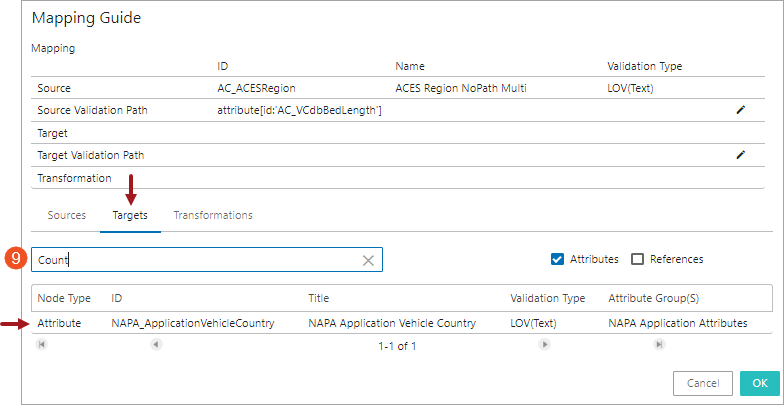 Mapping Guide
Mapping
ID Name Validation Type
Source AC_ACESRegion ACES Region NoPath Multi LOV(Text)
Source Validation Path attribute[id:'AC_VCdbBedLength']
Target
Target Validation Path
Transformation
Sources Targets Transformations
9 Count Attributes References
Node Type ID Title Validation Type Attribute Group(S)
Attribute NAPA_ApplicationVehicleCountry NAPA Application Vehicle Country LOV(Text) NAPA Application Attributes
1-1 of 1
Cancel OK